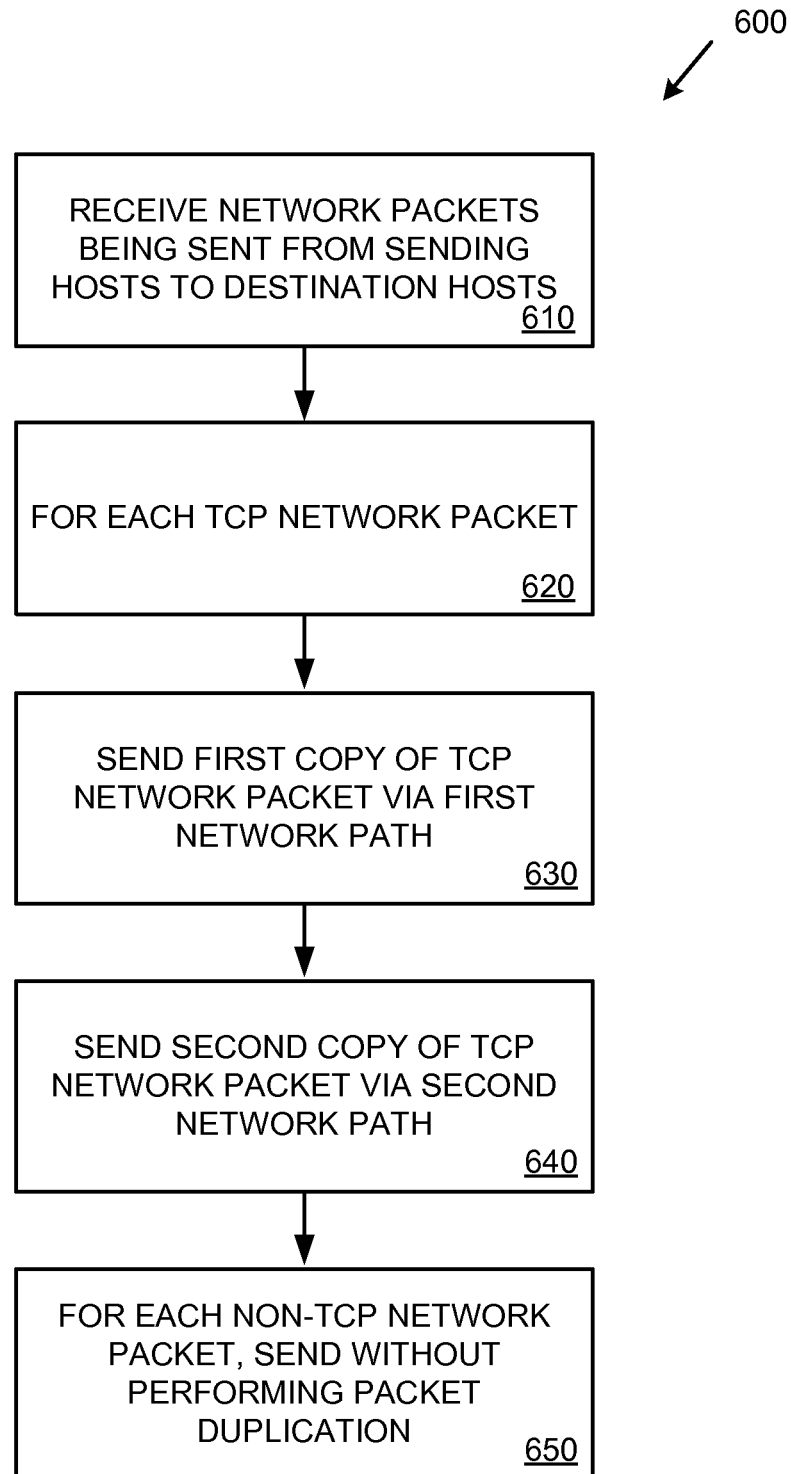 600
RECEIVE NETWORK PACKETS
BEING SENT FROM SENDING
HOSTS TO DESTINATION HOSTS
610
FOR EACH TCP NETWORK PACKET
620
SEND FIRST COPY OF TCP
NETWORK PACKET VIA FIRST
NETWORK PATH
630
SEND SECOND COPY OF TCP
NETWORK PACKET VIA SECOND
NETWORK PATH
640
FOR EACH NON-TCP NETWORK
PACKET, SEND WITHOUT
PERFORMING PACKET
DUPLICATION
650